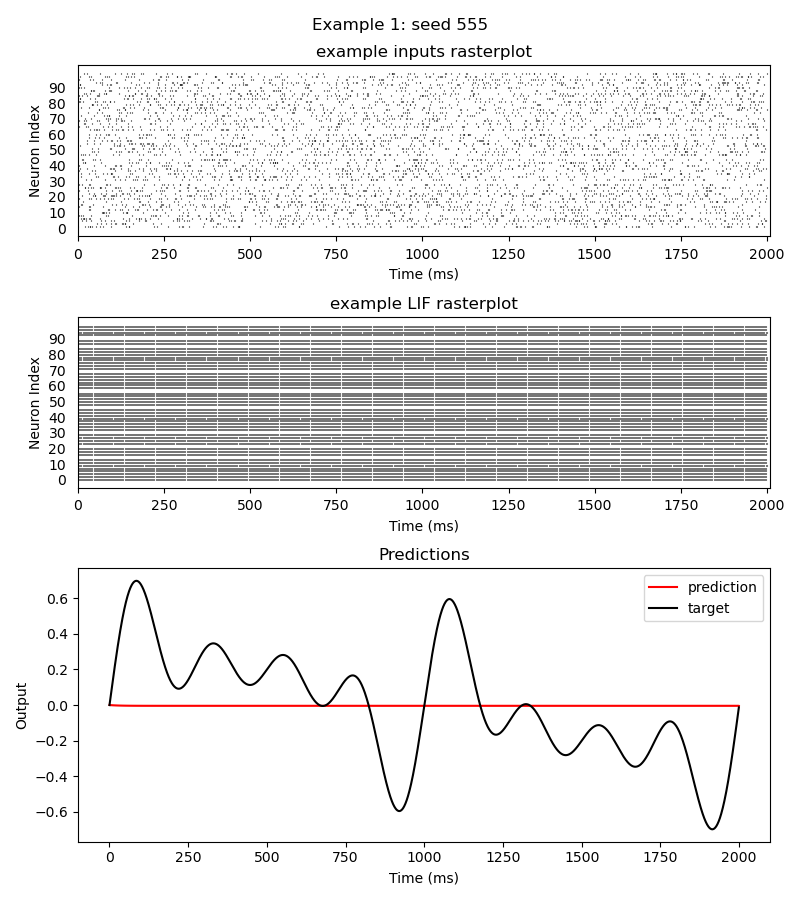 Example 1: seed 555
example inputs rasterplot
Neuron Index
90
80
70
60
50
40
30
20
10
0
0 250 500 750 1000 1250 1500 1750 2000
Time (ms)
example LIF rasterplot
Neuron Index
90
80
70
60
50
40
30
20
10
0
0 250 500 750 1000 1250 1500 1750 2000
Time (ms)
Predictions
Output
0.6
0.4
0.2
0.0
−0.2
−0.4
−0.6
prediction
target
0 250 500 750 1000 1250 1500 1750 2000
Time (ms)